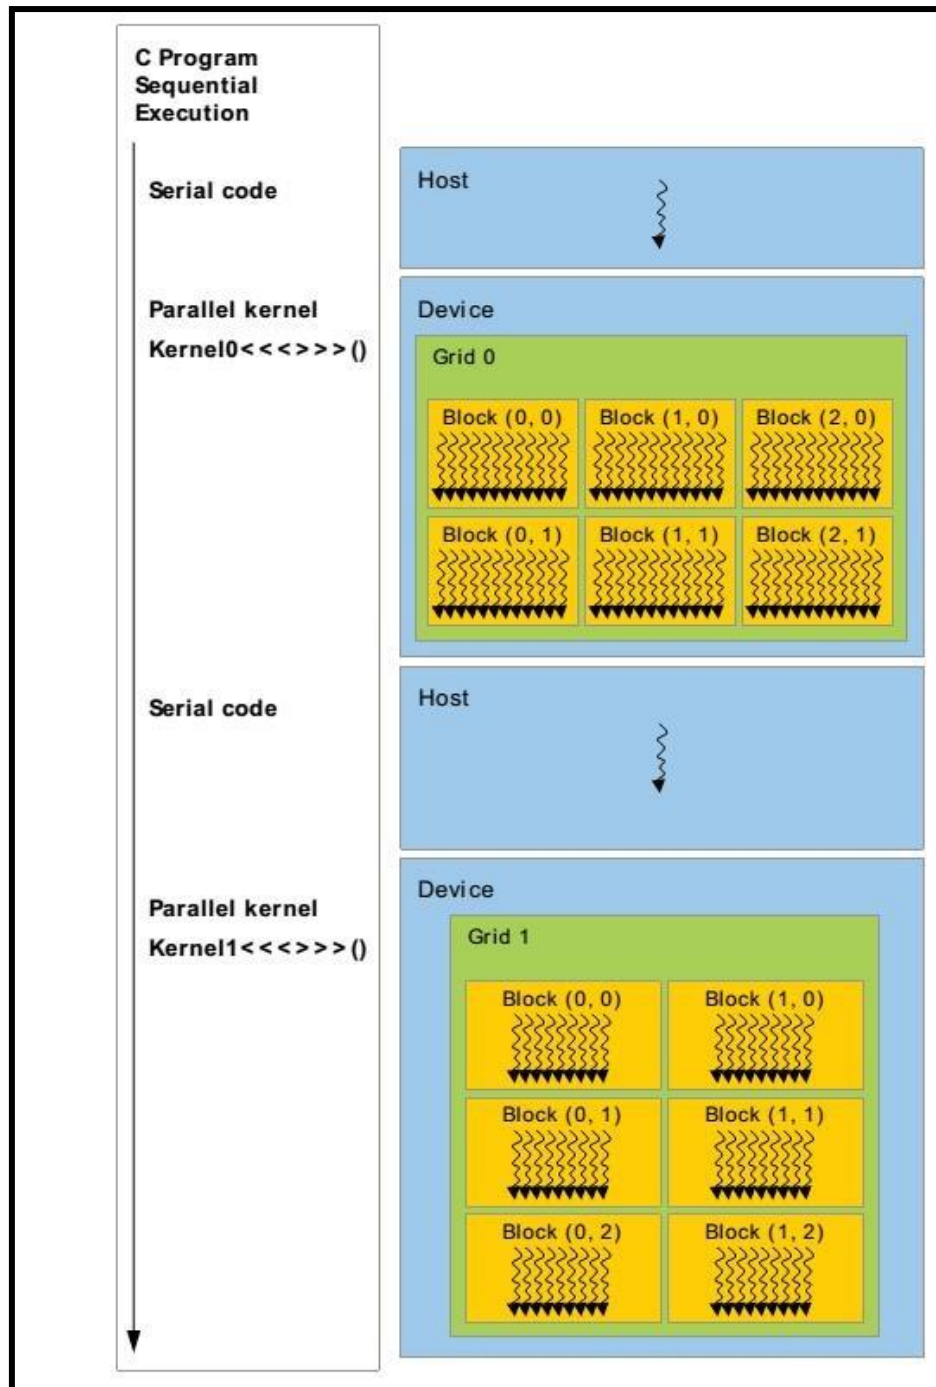 C Program
Sequential
Execution
Serial code
Host
Parallel kernel
Kernel0<<<>>>()
Device
Grid 0
Block (0, 0)
Block (1, 0)
Block (2, 0)
Block (0, 1)
Block (1, 1)
Block (2, 1)
Serial code
Host
Parallel kernel
Kernel1<<<>>>()
Device
Grid 1
Block (0, 0)
Block (1, 0)
Block (0, 1)
Block (1, 1)
Block (0, 2)
Block (1, 2)